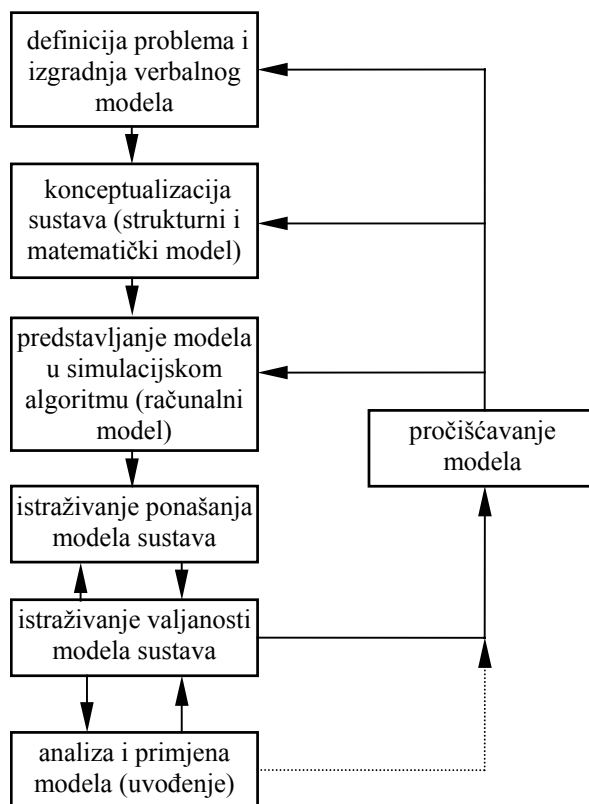 definicija problema i
izgradnja verbalnog
modela
konceptualizacija
sustava (strukturni i
matematički model)
predstavljanje modela
u simulacijskom
algoritmu (računalni
model)
pročišćavanje
modela
istraživanje ponašanja
modela sustava
istraživanje valjanosti
modela sustava
analiza i primjena
modela (uvođenje)